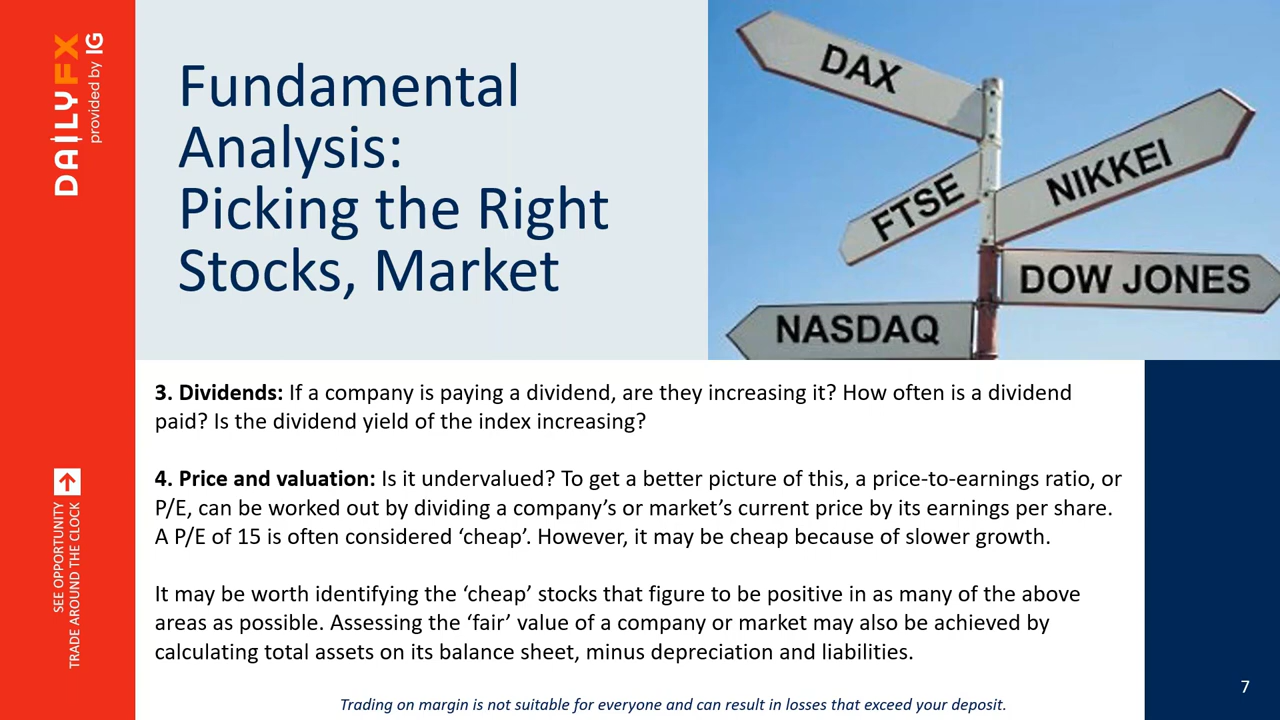 DAILYFX
provided by IG
SEE OPPORTUNITY
TRADE AROUND THE CLOCK
Fundamental
Analysis:
Picking the Right
Stocks, Market
DAX
FTSE
NIKKEI
DOW JONES
NASDAQ
3. Dividends: If a company is paying a dividend, are they increasing it? How often is a dividend
paid? Is the dividend yield of the index increasing?
4. Price and valuation: Is it undervalued? To get a better picture of this, a price-to-earnings ratio, or
P/E, can be worked out by dividing a company’s or market’s current price by its earnings per share.
A P/E of 15 is often considered ‘cheap’. However, it may be cheap because of slower growth.
It may be worth identifying the ‘cheap’ stocks that figure to be positive in as many of the above
areas as possible. Assessing the ‘fair’ value of a company or market may also be achieved by
calculating total assets on its balance sheet, minus depreciation and liabilities.
Trading on margin is not suitable for everyone and can result in losses that exceed your deposit.
7